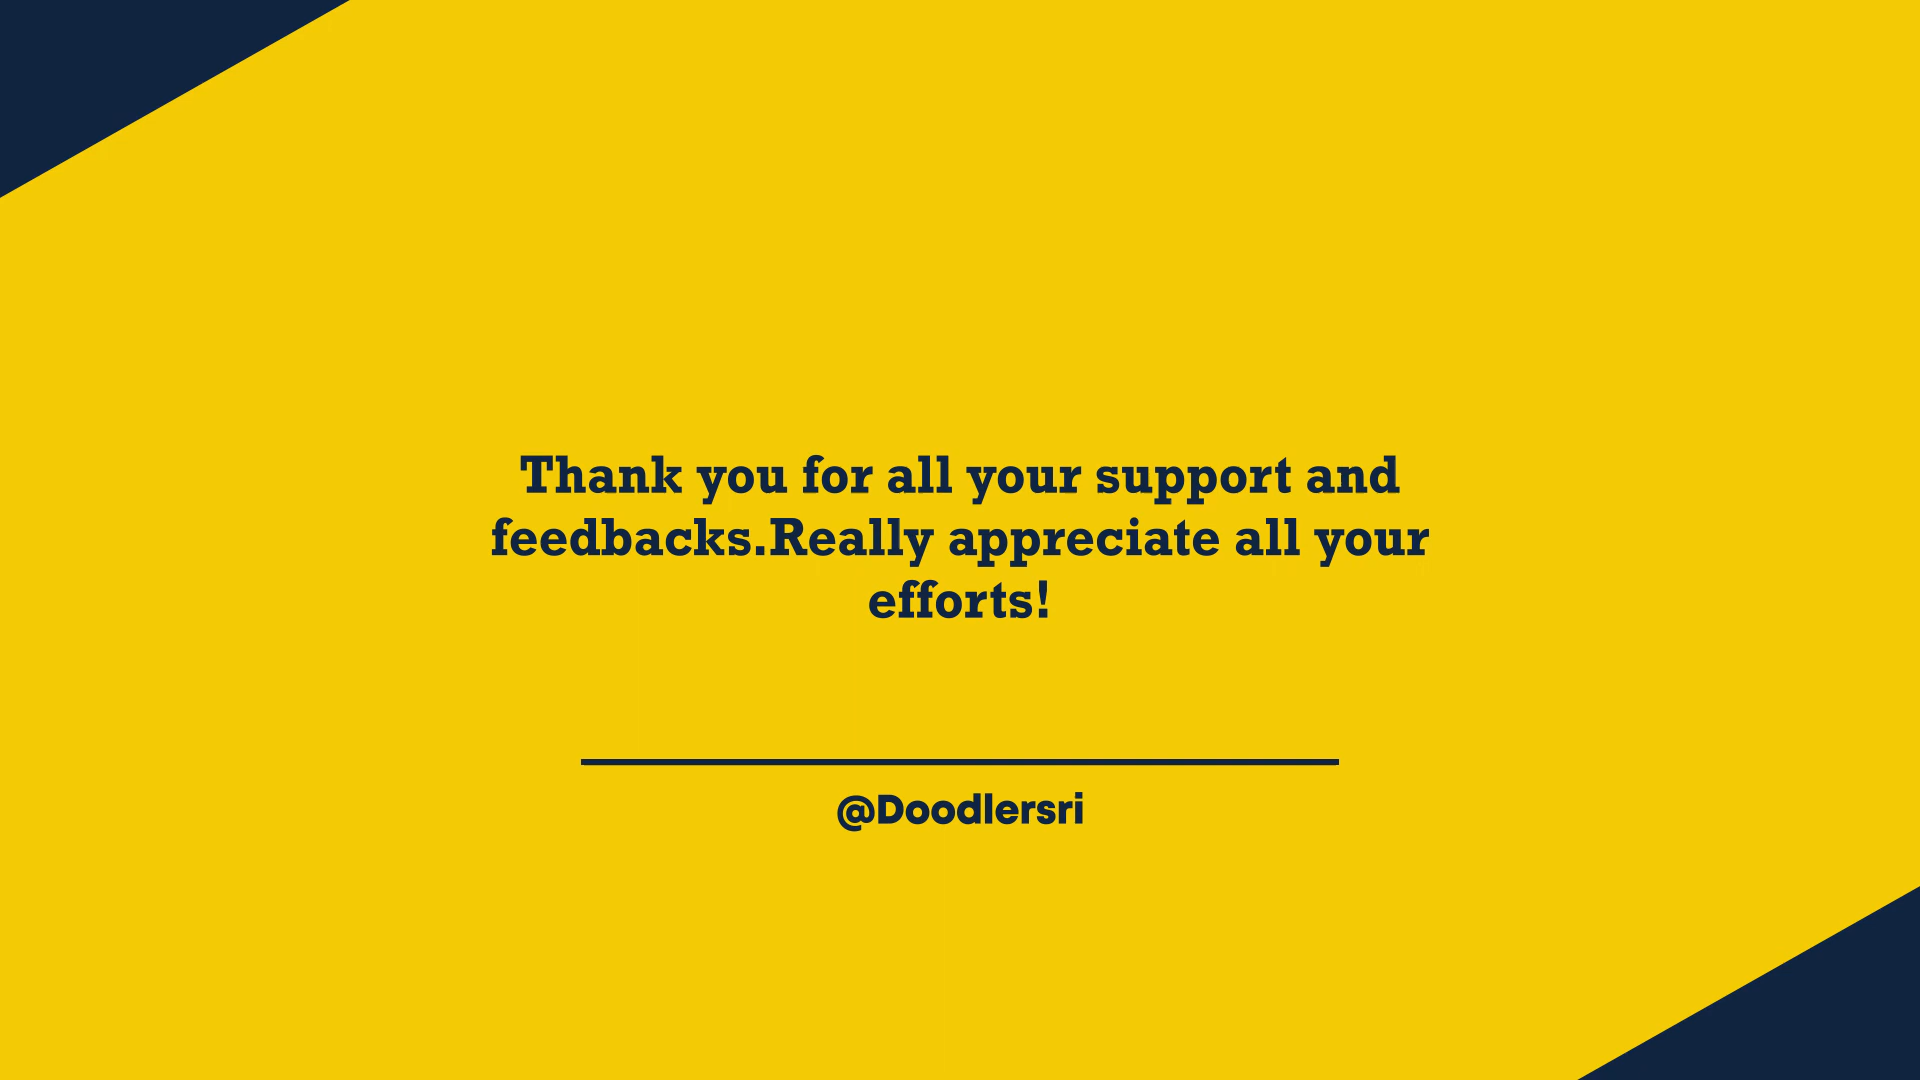 Thank you for all your support and
feedbacks.Really appreciate all your
efforts!
@Doodlersri